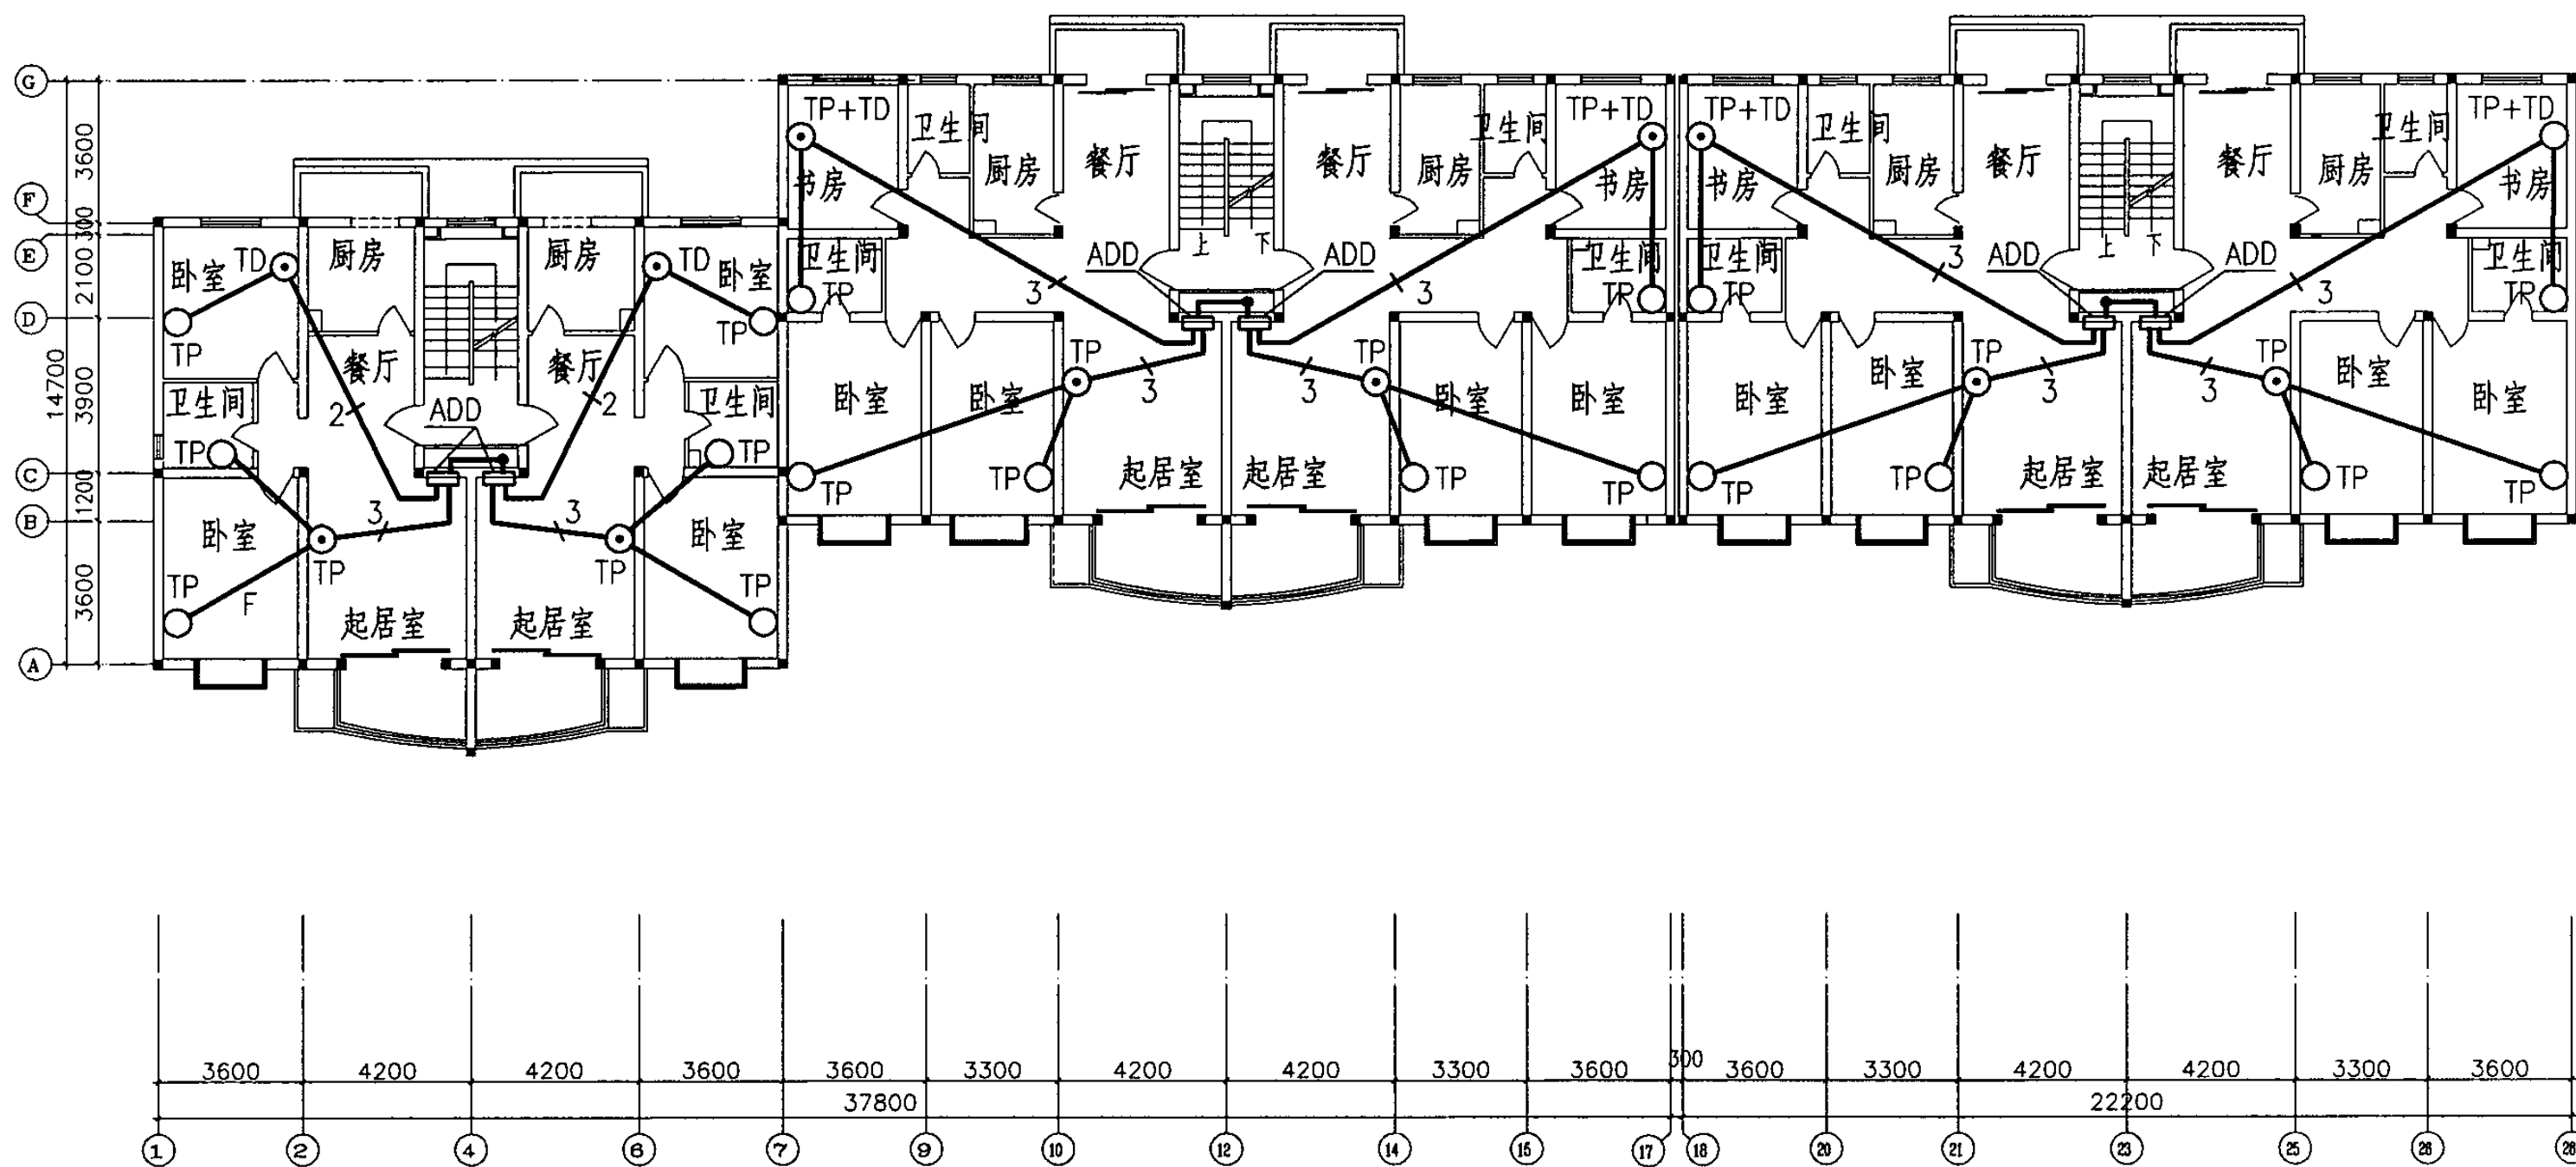 G
TP+TD
TP+TD
TP+TD
TP+TD
卫生间
卫生间
卫生间
卫生间
3600
厨房
餐厅
餐厅
厨房
厨房
餐厅
餐厅
厨房
书房
书房
书房
书房
F
300
E
厨房
厨房
上
下
上
下
ADD
ADD
ADD
ADD
卧室
TD
TD
卧室
卫生间
卫生间
卫生间
卫生间
2100
3
3
3
3
TP
TP
TP
TP
D
TP
TP
餐厅
餐厅
TP
TP
TP
TP
14700
3900
卫生间
2
ADD
2
卫生间
3
3
3
3
卧室
卧室
卧室
卧室
卧室
卧室
卧室
卧室
TP
TP
C
起居室
起居室
起居室
起居室
TP
TP
TP
TP
TP
TP
TP
TP
1200
B
3
3
卧室
卧室
TP
TP
3600
TP
TP
F
起居室
起居室
A
3600
4200
4200
3600
3600
3300
4200
4200
3300
3600
300
3600
3300
4200
4200
3300
3600
37800
22200
1
2
4
6
7
9
10
12
14
15
17
18
20
21
23
25
26